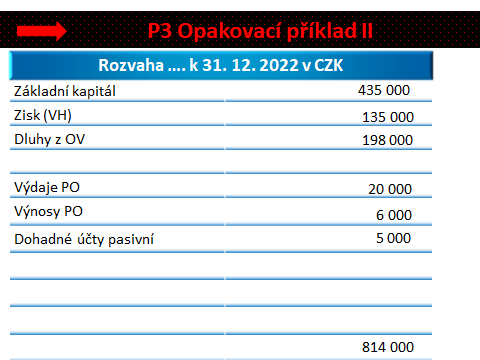 P3 Opakovací příklad II
Rozvaha .... k 31. 12. 2022 v CZK
Základní kapitál 435 000
Zisk (VH) 135 000
Dluhy z OV 198 000
Výdaje PO 20 000
Výnosy PO 6 000
Dohadné účty pasivní 5 000
814 000